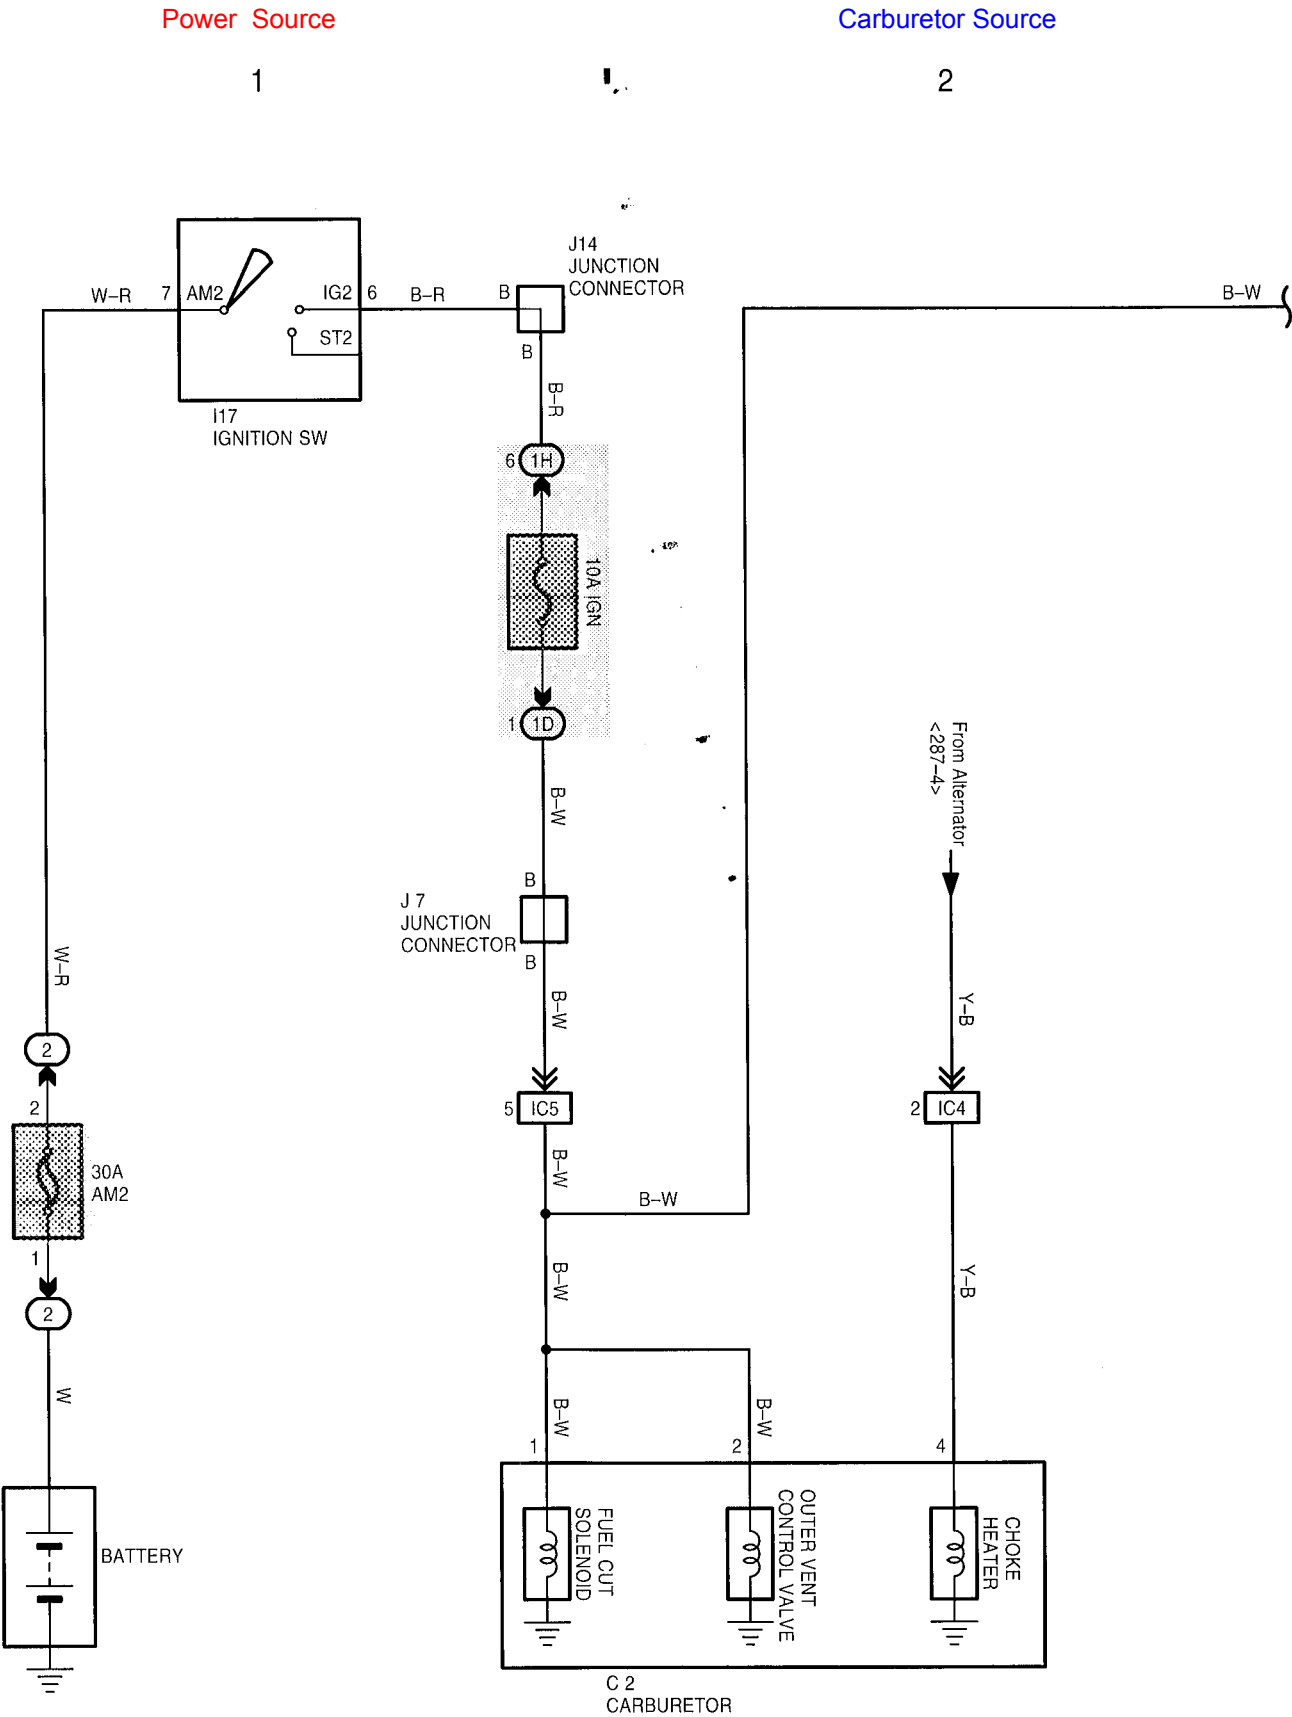 Power Source
Carburetor Source
1
2
J14
JUNCTION
CONNECTOR
W–R
7
AM2
IG2
6
B–R
B
B–W
ST2
B
B–R
I17
IGNITION SW
6
1H
10A IGN
1
1D
From Alternator
<287–4>
B–W
B
J 7
JUNCTION
CONNECTOR
B
W–R
B–W
Y–B
2
2
5
IC5
2
IC4
30A
AM2
B–W
B–W
1
B–W
Y–B
2
W
B–W
B–W
1
2
4
BATTERY
FUEL CUT
SOLENOID
OUTER VENT
CONTROL VALVE
CHOKE
HEATER
C 2
CARBURETOR